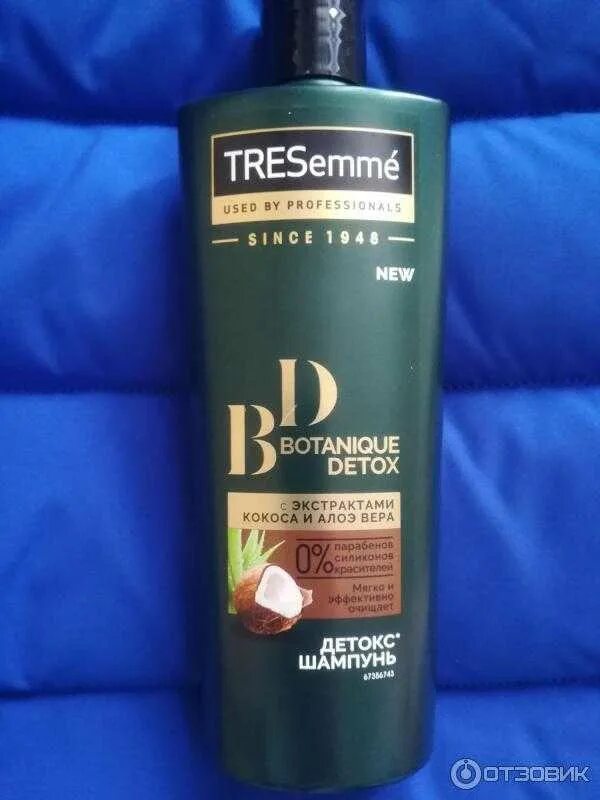 TRESemmé
USED BY PROFESSIONALS
SINCE 1948
NEW
BD
BOTANIQUE
DETOX
с ЭКСТРАКТАМИ
КОКОСА И АЛОЭ ВЕРА
0% парабенов
силиконов
красителей
Мягко и
эффективно
очищает
ДЕТОКС*
ШАМПУНЬ
67356743
ОТЗОВИК